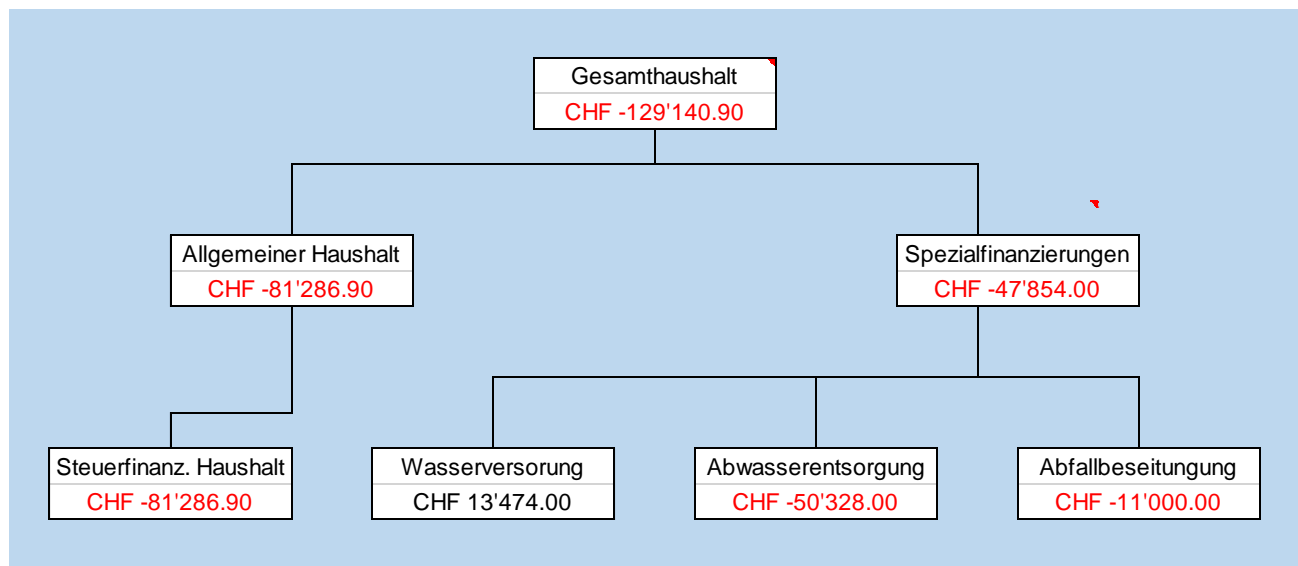 Gesamthaushalt
CHF -129'140.90
Allgemeiner Haushalt
CHF -81'286.90
Spezialfinanzierungen
CHF -47'854.00
Steuerfinanz. Haushalt
CHF -81'286.90
Wasserversorung
CHF 13'474.00
Abwasserentsorgung
CHF -50'328.00
Abfallbeseitungung
CHF -11'000.00